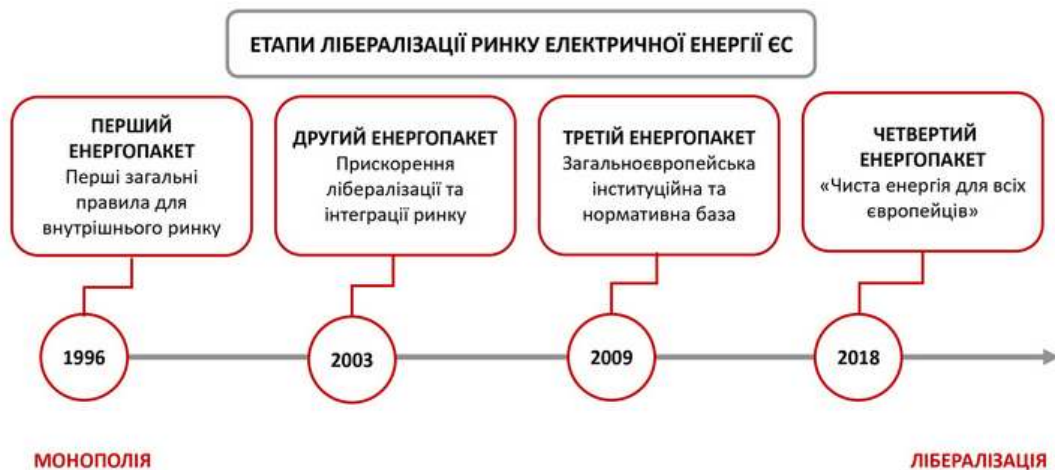 ЕТАПИ ЛІБЕРАЛІЗАЦІЇ РИНКУ ЕЛЕКТРИЧНОЇ ЕНЕРГІЇ ЄС
ПЕРШИЙ
ЕНЕРГОПАКЕТ
Перші загальні
правила для
внутрішнього ринку
ДРУГИЙ ЕНЕРГОПАКЕТ
Прискорення
лібералізації та
інтеграції ринку
ТРЕТІЙ ЕНЕРГОПАКЕТ
Загальноєвропейська
інституційна та
нормативна база
ЧЕТВЕРТИЙ
ЕНЕРГОПАКЕТ
«Чиста енергія для всіх
європейців»
1996
2003
2009
2018
МОНОПОЛІЯ
ЛІБЕРАЛІЗАЦІЯ